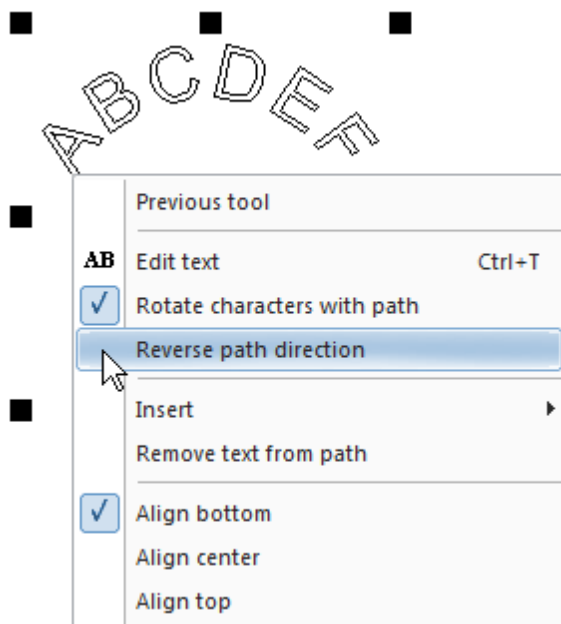 ABCDEF
Previous tool
AB Edit text Ctrl+T
Rotate characters with path
Reverse path direction
Insert
Remove text from path
Align bottom
Align center
Align top